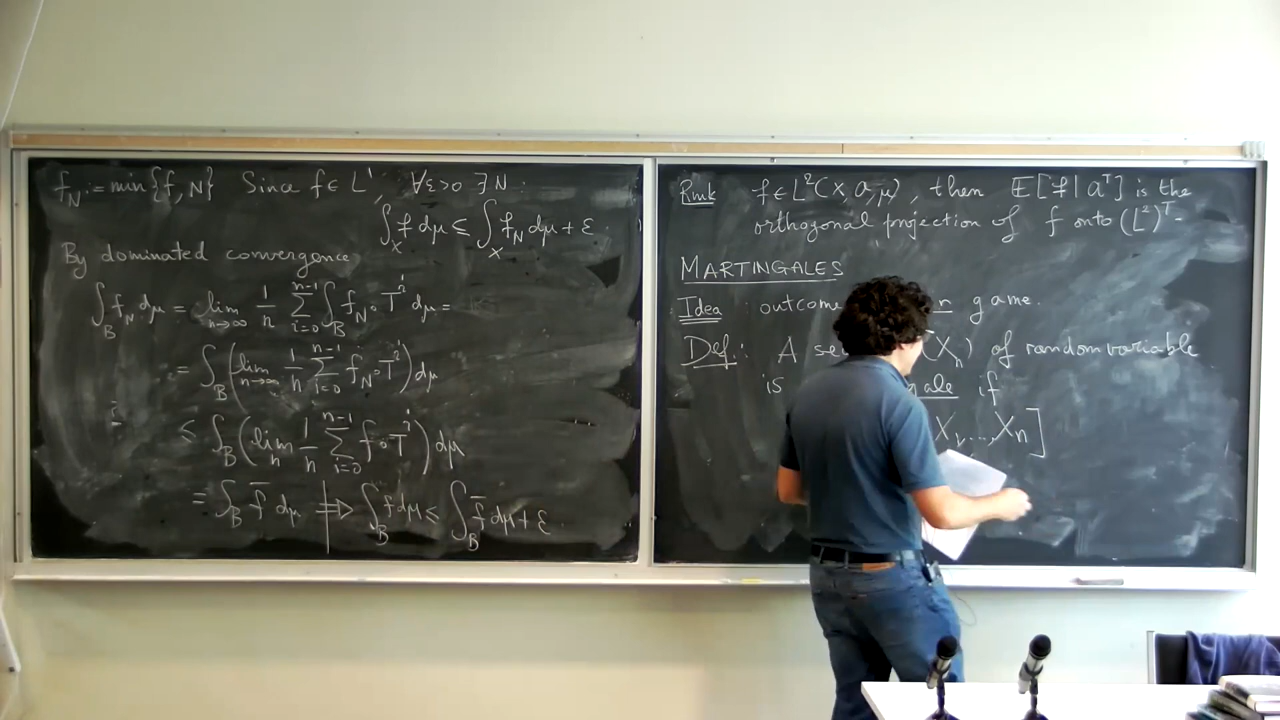 f_N := min{f, N} Since f ∈ L¹, ∀ε>0 ∃N :
∫_X f dμ ≤ ∫_X f_N dμ + ε
By dominated convergence
∫_B f_N dμ = lim_{n→∞} 1/n ∑_{i=0}^{n-1} ∫_B f_N ∘ T^i dμ =
= ∫_B ( lim_{n→∞} 1/n ∑_{i=0}^{n-1} f_N ∘ T^i ) dμ
≤ ∫_B ( lim_n 1/n ∑_{i=0}^{n-1} f ∘ T^i ) dμ
= ∫_B f̄ dμ ⟹ ∫_B f dμ ≤ ∫_B f̄ dμ + ε
Rmk f ∈ L²(X, a, μ), then E[f | a^T] is the
orthogonal projection of f onto (L²)^T.
MARTINGALES
Idea outcome n game.
Def.: A se (X_n) of random variable
is ale if
X_1, ..., X_n]